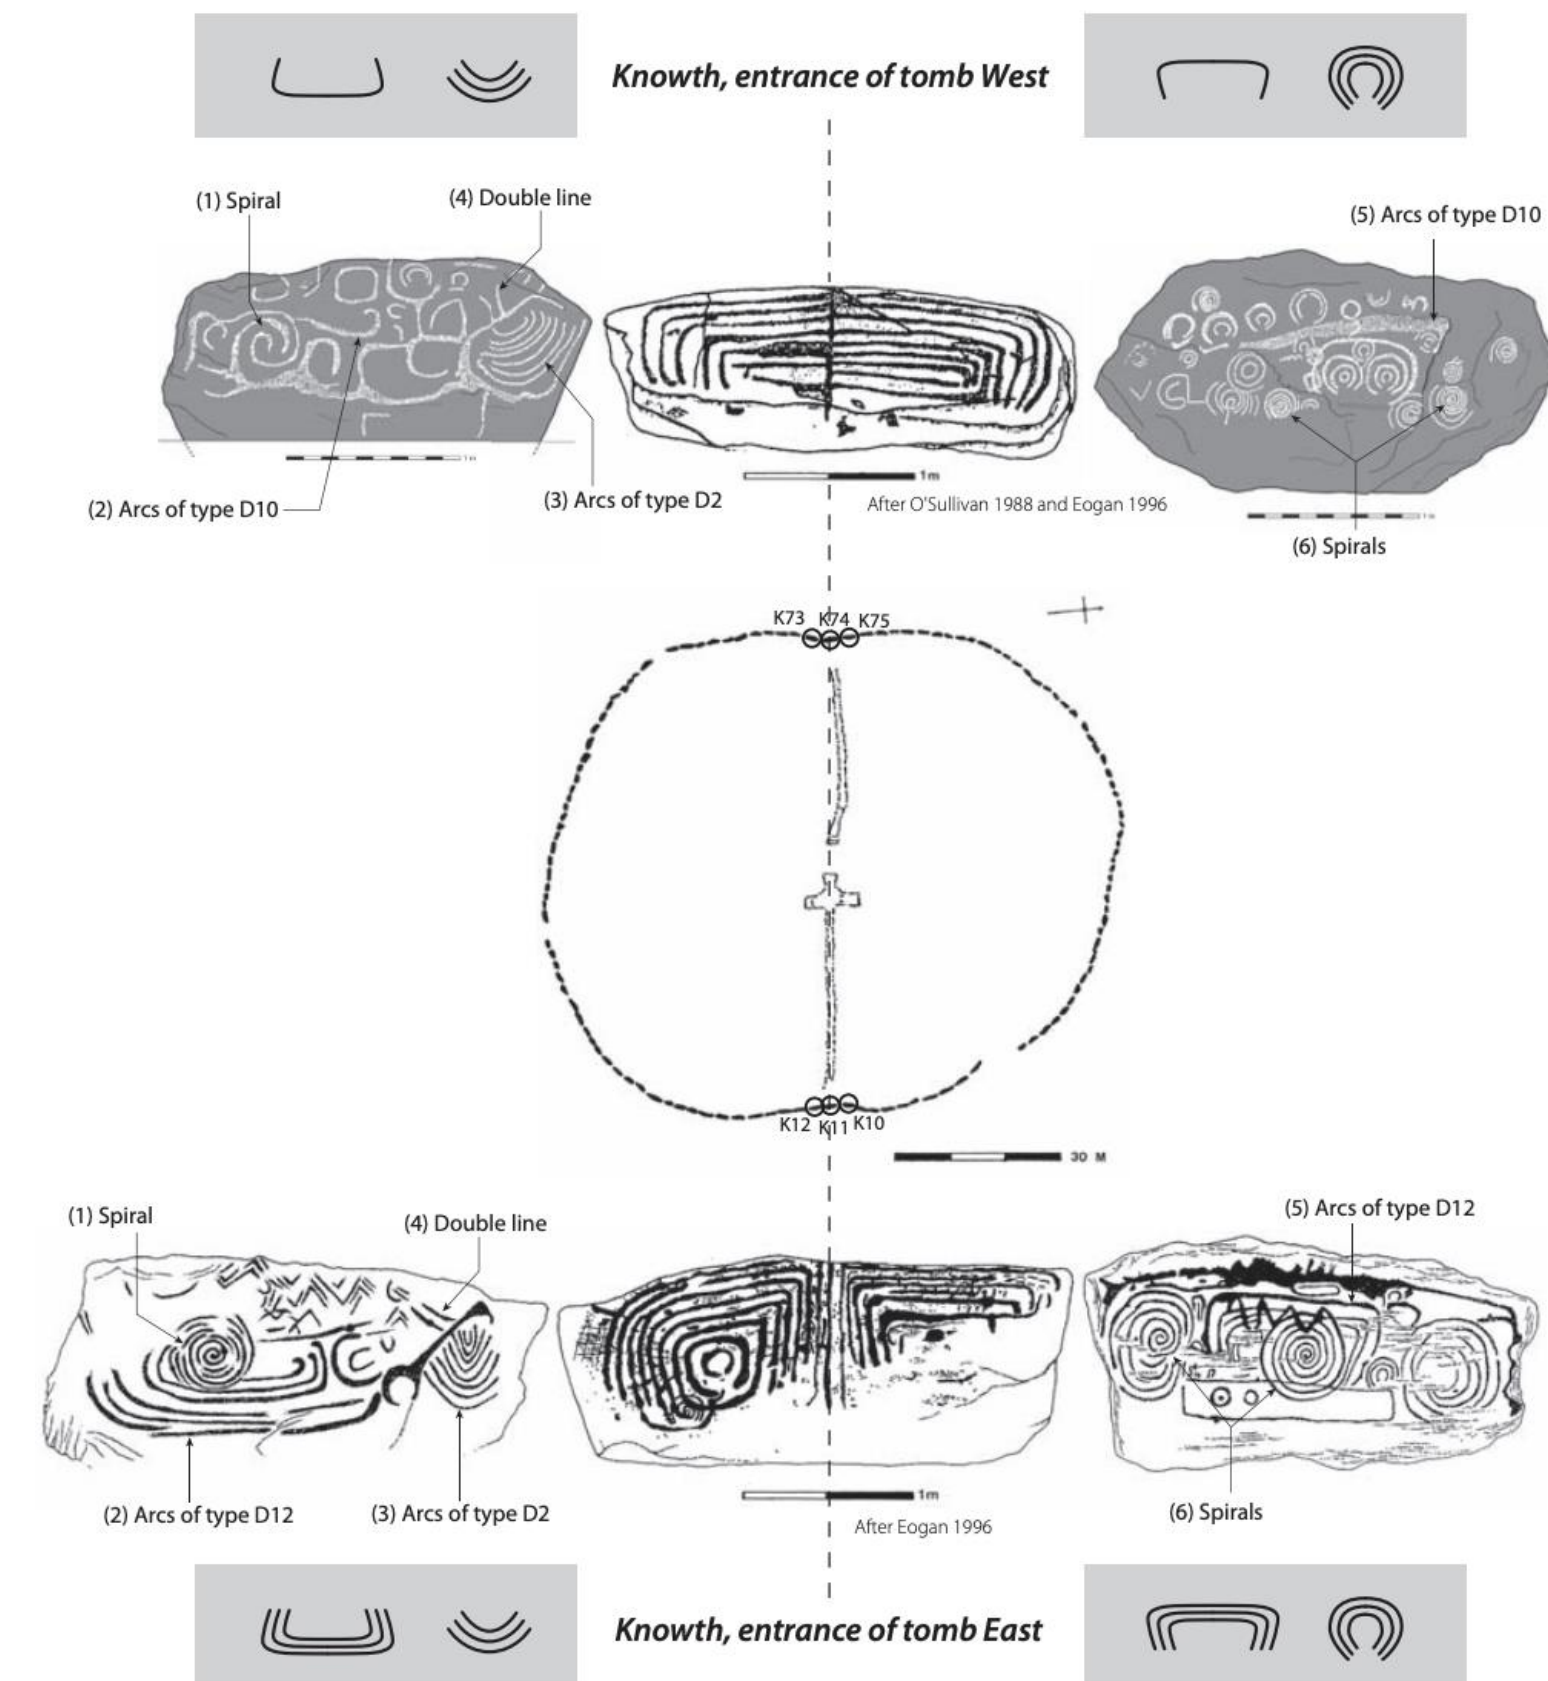 Knowth, entrance of tomb West
(1) Spiral
(4) Double line
(5) Arcs of type D10
(2) Arcs of type D10
(3) Arcs of type D2
1m
After O'Sullivan 1988 and Eogan 1996
(6) Spirals
K73 K74 K75
K12 K11 K10
30 M
(1) Spiral
(4) Double line
(5) Arcs of type D12
(2) Arcs of type D12
(3) Arcs of type D2
1m
After Eogan 1996
(6) Spirals
Knowth, entrance of tomb East